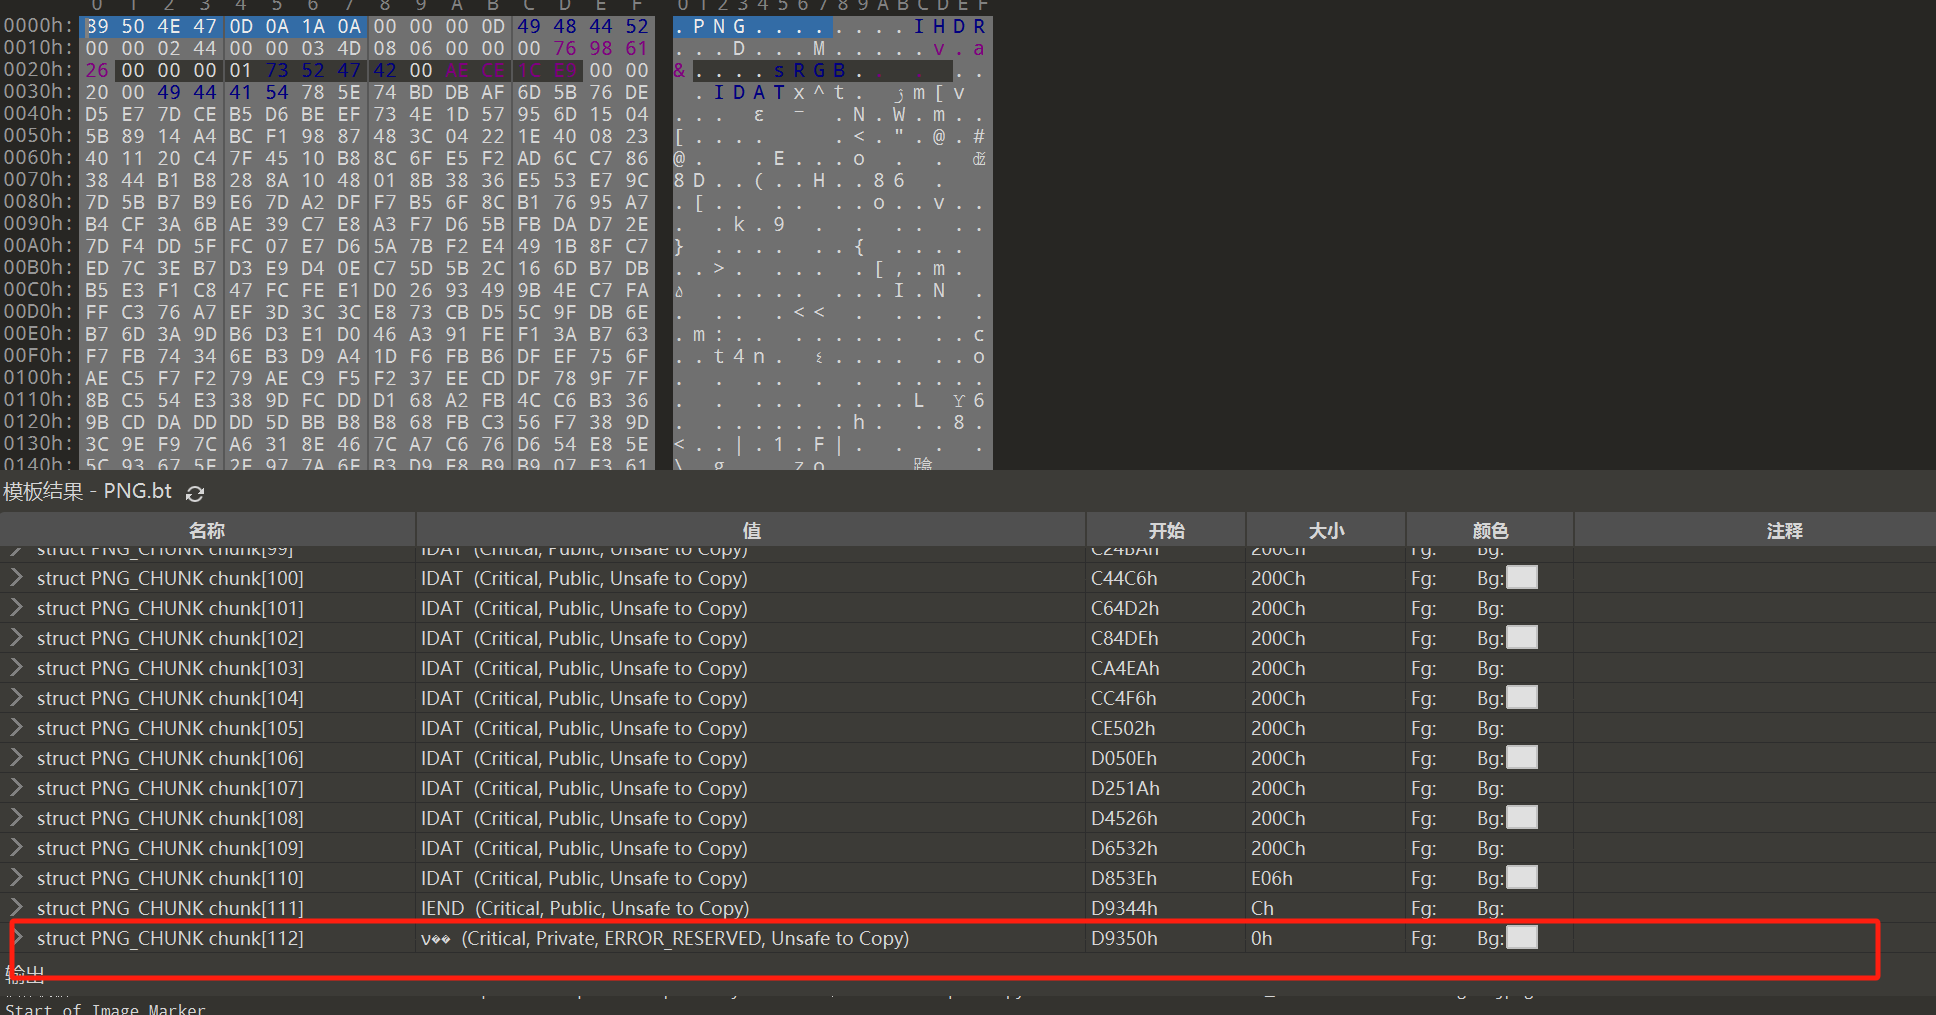 0 1 2 3 4 5 6 7 8 9 A B C D E F 0 1 2 3 4 5 6 7 8 9 A B C D E F
0000h: 89 50 4E 47 0D 0A 1A 0A 00 00 00 0D 49 48 44 52 . P N G . . . . . . . . I H D R
0010h: 00 00 02 44 00 00 03 4D 08 06 00 00 00 76 98 61 . . . D . . . M . . . . . v . a
0020h: 26 00 00 00 01 73 52 47 42 00 AE CE 1C E9 00 00 & . . . . s R G B . . . . .
0030h: 20 00 49 44 41 54 78 5E 74 BD DB AF 6D 5B 76 DE . I D A T x ^ t . ژ m [ v
0040h: D5 E7 7D CE B5 D6 BE EF 73 4E 1D 57 95 6D 15 04 . . . ε . N . W . m . .
0050h: 5B 89 14 A4 BC F1 98 87 48 3C 04 22 1E 40 08 23 [ . . . . . < . " . @ . #
0060h: 40 11 20 C4 7F 45 10 B8 8C 6F E5 F2 AD 6C C7 86 @ . . E . . . o . . ʥ
0070h: 38 44 B1 B8 28 8A 10 48 01 8B 38 36 E5 53 E7 9C 8 D . . ( . . H . . 8 6 .
0080h: 7D 5B B7 B9 E6 7D A2 DF F7 B5 6F 8C B1 76 95 A7 . [ . . . . . . o . . v . .
0090h: B4 CF 3A 6B AE 39 C7 E8 A3 F7 D6 5B FB DA D7 2E . . k . 9 . . . . . .
00A0h: 7D F4 DD 5F FC 07 E7 D6 5A 7B F2 E4 49 1B 8F C7 } . . . . . . { . . . .
00B0h: ED 7C 3E B7 D3 E9 D4 0E C7 5D 5B 2C 16 6D B7 DB . . > . . . . . . [ , . m .
00C0h: B5 E3 F1 C8 47 FC FE E1 D0 26 93 49 9B 4E C7 FA . . . . . . . . I . N .
00D0h: FF C3 76 A7 EF 3D 3C 3C E8 73 CB D5 5C 9F DB 6E . . . . < < . . . .
00E0h: B7 6D 3A 9D B6 D3 E1 D0 46 A3 91 FE F1 3A B7 63 . m : . . . . . . . . c
00F0h: F7 FB 74 34 6E B3 D9 A4 1D F6 FB B6 DF EF 75 6F . . t 4 n . . . . . . . o
0100h: AE C5 F7 F2 79 AE C9 F5 F2 37 EE CD DF 78 9F 7F . . . . . . . . . . .
0110h: 8B C5 54 E3 38 9D FC DD D1 68 A2 FB 4C C6 B3 36 . . . . . . . . . L Ƴ 6
0120h: 9B CD DA DD DD 5D BB B8 B8 68 FB C3 56 F7 38 9D . . . . . . . . h . . . 8 .
0130h: 3C 9E F9 7C A6 31 8E 46 7C A7 C6 76 D6 54 E8 5E < . . | . 1 . F | . . . .
0140h: 5C 93 67 5E 2E 97 7A 6F B3 D9 E8 B9 B9 07 E3 61 \ . g z o
模板结果 - PNG.bt
名称 值 开始 大小 颜色 注释
struct PNG_CHUNK chunk[99] IDAT (Critical, Public, Unsafe to Copy) C24BAh 200Ch Fg: Bg:
struct PNG_CHUNK chunk[100] IDAT (Critical, Public, Unsafe to Copy) C44C6h 200Ch Fg: Bg:
struct PNG_CHUNK chunk[101] IDAT (Critical, Public, Unsafe to Copy) C64D2h 200Ch Fg: Bg:
struct PNG_CHUNK chunk[102] IDAT (Critical, Public, Unsafe to Copy) C84DEh 200Ch Fg: Bg:
struct PNG_CHUNK chunk[103] IDAT (Critical, Public, Unsafe to Copy) CA4EAh 200Ch Fg: Bg:
struct PNG_CHUNK chunk[104] IDAT (Critical, Public, Unsafe to Copy) CC4F6h 200Ch Fg: Bg:
struct PNG_CHUNK chunk[105] IDAT (Critical, Public, Unsafe to Copy) CE502h 200Ch Fg: Bg:
struct PNG_CHUNK chunk[106] IDAT (Critical, Public, Unsafe to Copy) D050Eh 200Ch Fg: Bg:
struct PNG_CHUNK chunk[107] IDAT (Critical, Public, Unsafe to Copy) D251Ah 200Ch Fg: Bg:
struct PNG_CHUNK chunk[108] IDAT (Critical, Public, Unsafe to Copy) D4526h 200Ch Fg: Bg:
struct PNG_CHUNK chunk[109] IDAT (Critical, Public, Unsafe to Copy) D6532h 200Ch Fg: Bg:
struct PNG_CHUNK chunk[110] IDAT (Critical, Public, Unsafe to Copy) D853Eh E06h Fg: Bg:
struct PNG_CHUNK chunk[111] IEND (Critical, Public, Unsafe to Copy) D9344h Ch Fg: Bg:
struct PNG_CHUNK chunk[112] ν�� (Critical, Private, ERROR_RESERVED, Unsafe to Copy) D9350h 0h Fg: Bg:
输出
Start of Image Marker